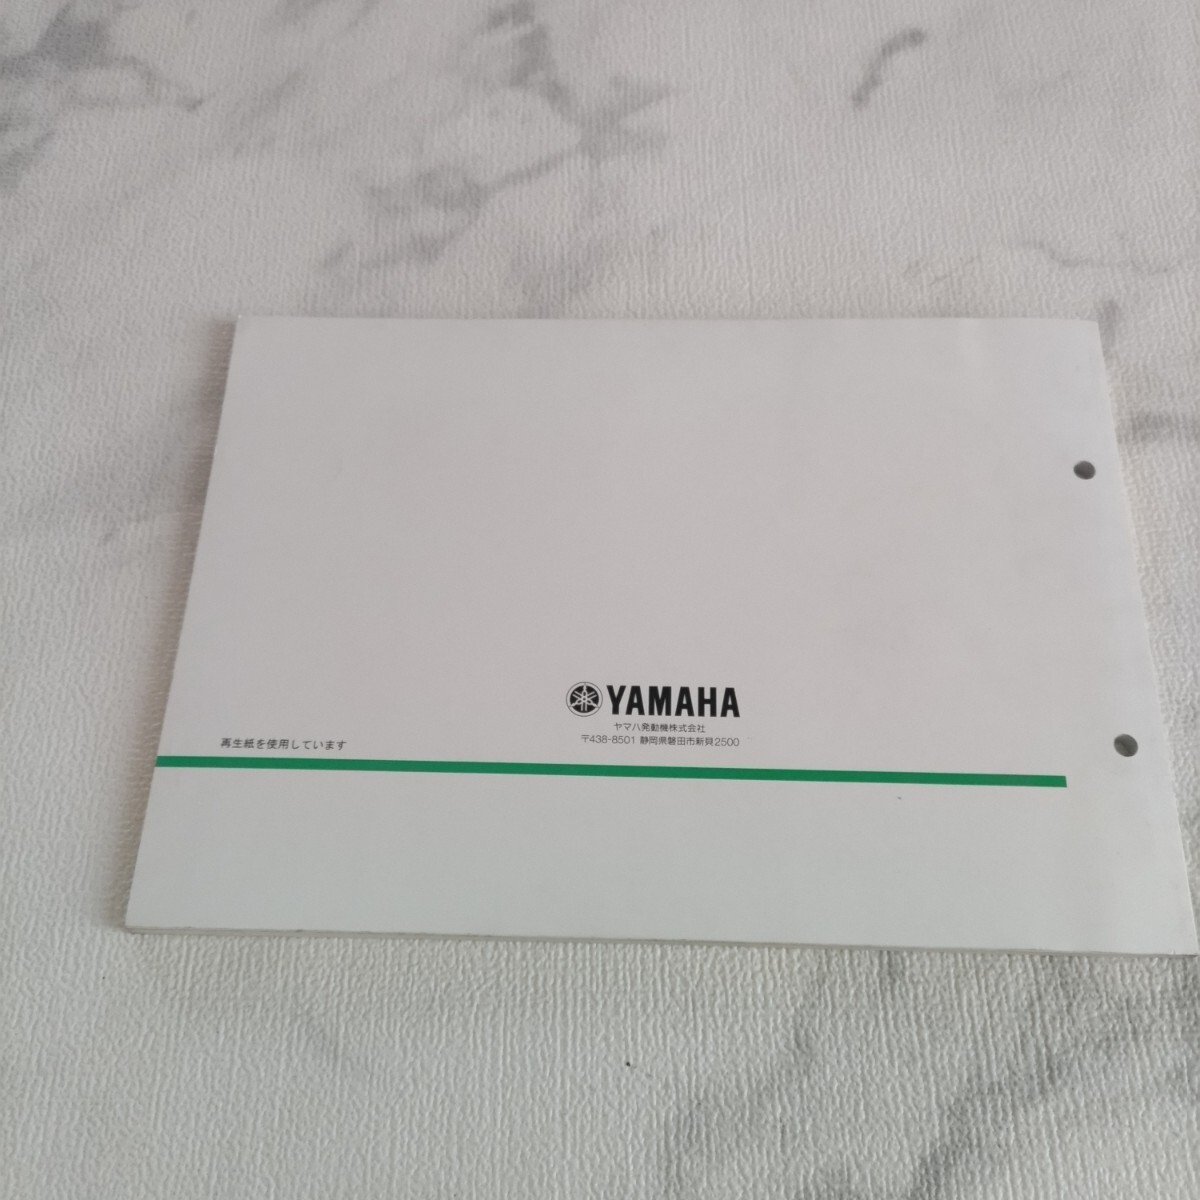 YAMAHA
ヤマハ発動機株式会社
〒438-8501 静岡県磐田市新貝2500
再生紙を使用しています